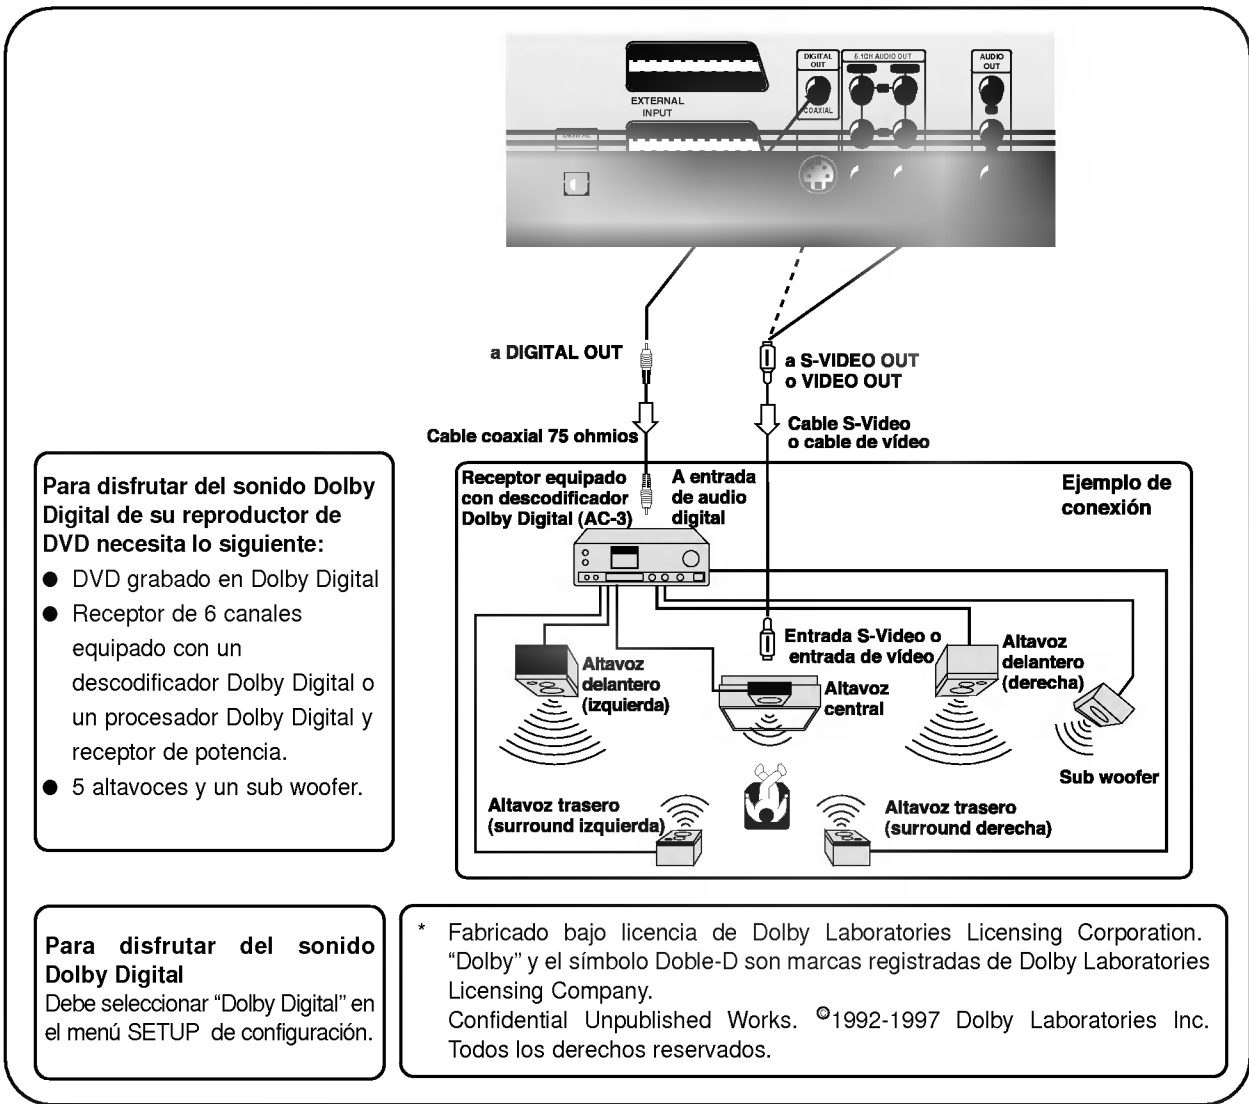 DIGITAL
OUT
5.1CH AUDIO OUT
AUDIO
OUT
EXTERNAL
INPUT
COAXIAL
DIGITAL
a DIGITAL OUT
a S-VIDEO OUT
o VIDEO OUT
Cable coaxial 75 ohmios
Cable S-Video
o cable de vídeo
Para disfrutar del sonido Dolby
Digital de su reproductor de
DVD necesita lo siguiente:
● DVD grabado en Dolby Digital
● Receptor de 6 canales
equipado con un
descodificador Dolby Digital o
un procesador Dolby Digital y
receptor de potencia.
● 5 altavoces y un sub woofer.
Receptor equipado
con descodificador
Dolby Digital (AC-3)
A entrada
de audio
digital
Ejemplo de
conexión
Entrada S-Video o
entrada de vídeo
Altavoz
delantero
(izquierda)
Altavoz
central
Altavoz
delantero
(derecha)
Sub woofer
Altavoz trasero
(surround izquierda)
Altavoz trasero
(surround derecha)
Para disfrutar del sonido
Dolby Digital
Debe seleccionar “Dolby Digital” en
el menú SETUP de configuración.
* Fabricado bajo licencia de Dolby Laboratories Licensing Corporation.
“Dolby” y el símbolo Doble-D son marcas registradas de Dolby Laboratories
Licensing Company.
Confidential Unpublished Works. ©1992-1997 Dolby Laboratories Inc.
Todos los derechos reservados.